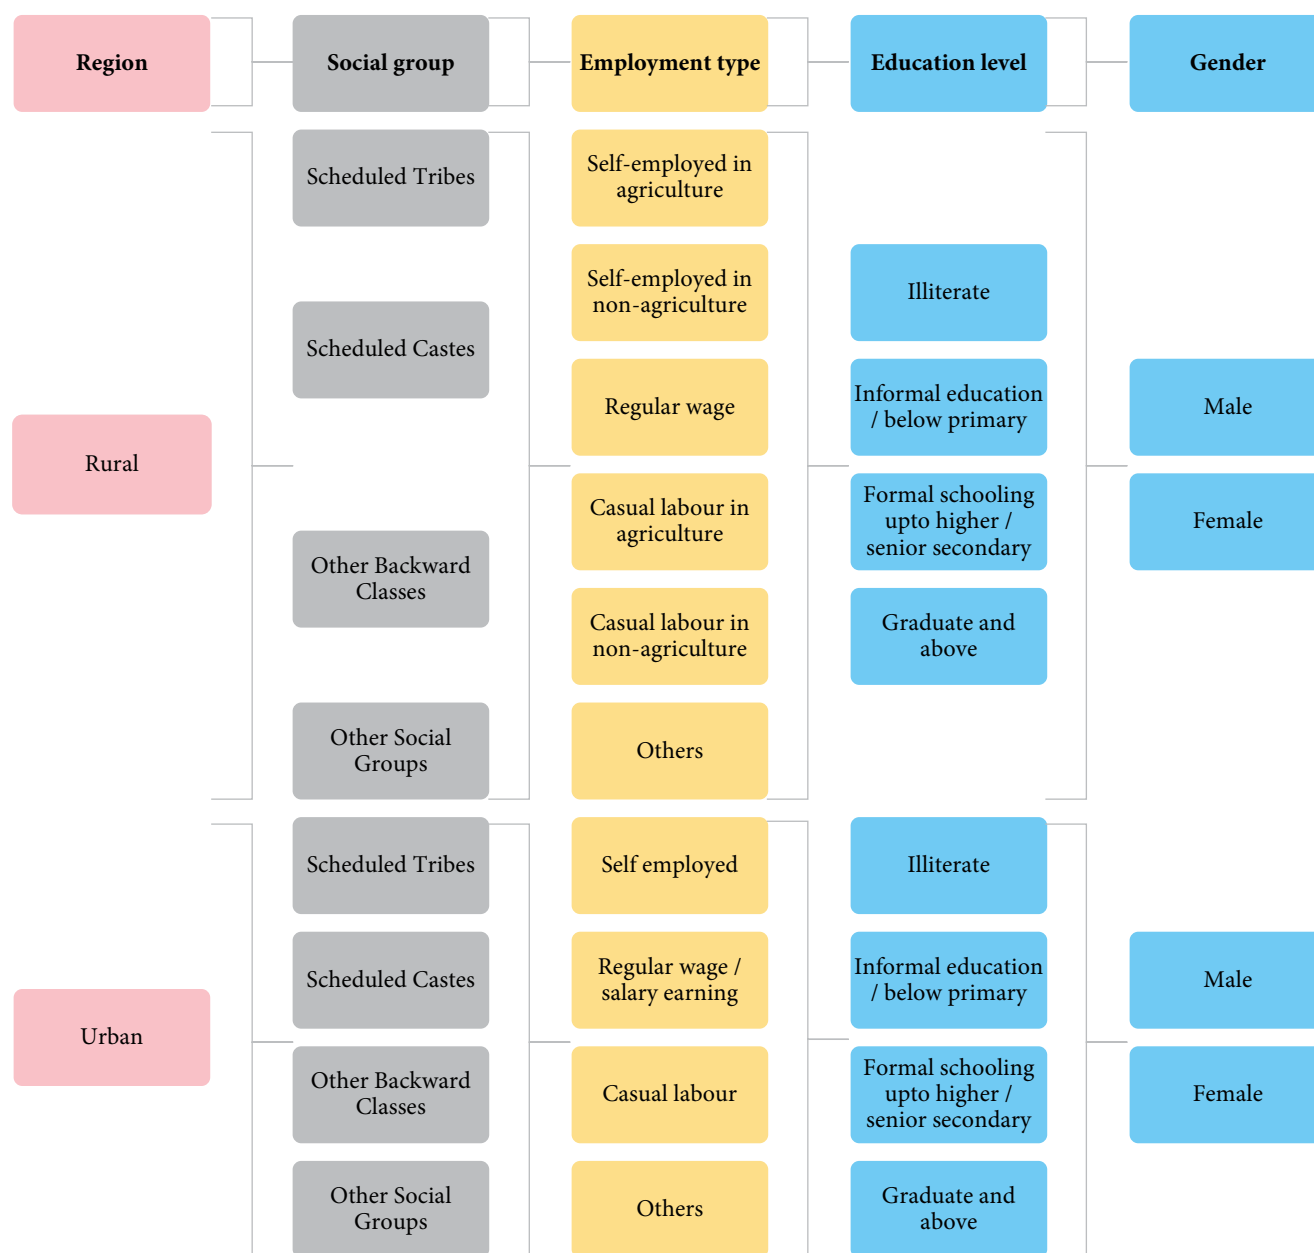 Region
Social group
Employment type
Education level
Gender
Rural
Scheduled Tribes
Scheduled Castes
Other Backward
Classes
Other Social
Groups
Self-employed in
agriculture
Self-employed in
non-agriculture
Regular wage
Casual labour in
agriculture
Casual labour in
non-agriculture
Others
Illiterate
Informal education
/ below primary
Formal schooling
upto higher /
senior secondary
Graduate and
above
Male
Female
Urban
Scheduled Tribes
Scheduled Castes
Other Backward
Classes
Other Social
Groups
Self employed
Regular wage /
salary earning
Casual labour
Others
Illiterate
Informal education
/ below primary
Formal schooling
upto higher /
senior secondary
Graduate and
above
Male
Female